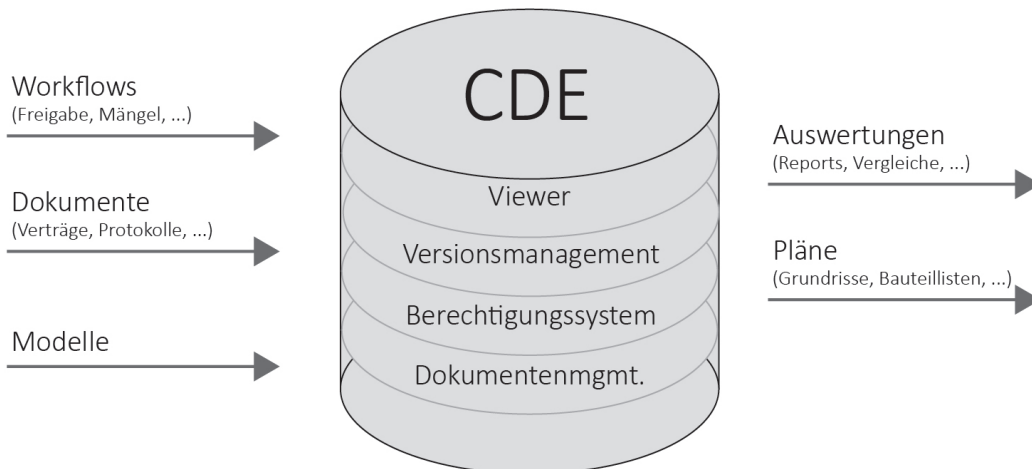 Workflows
(Freigabe, Mängel, ...)
Dokumente
(Verträge, Protokolle, ...)
Modelle
CDE
Viewer
Versionsmanagement
Berechtigungssystem
Dokumentenmgmt.
Auswertungen
(Reports, Vergleiche, ...)
Pläne
(Grundrisse, Bauteillisten, ...)